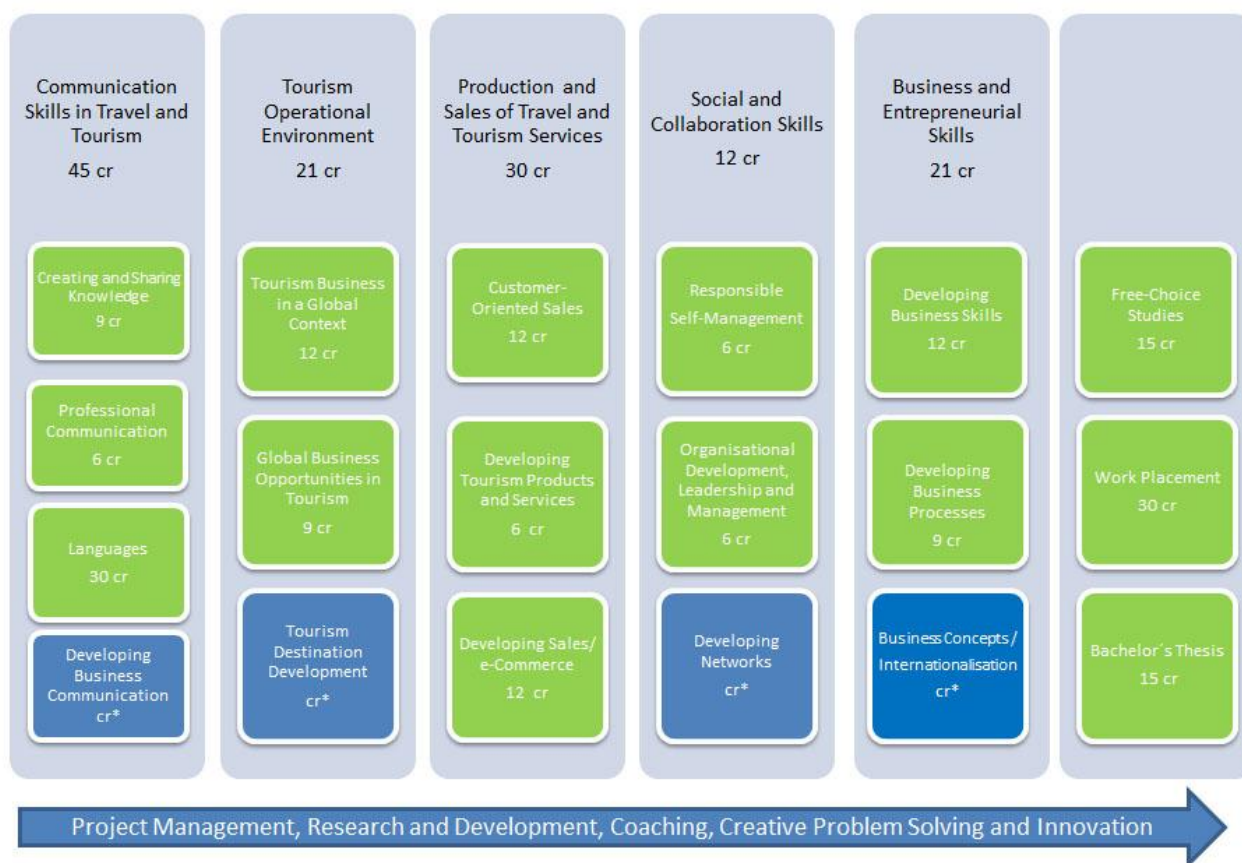 Communication
Skills in Travel and
Tourism
45 cr
Creating and Sharing
Knowledge
9 cr
Professional
Communication
6 cr
Languages
30 cr
Developing
Business
Communication
cr*
Tourism
Operational
Environment
21 cr
Tourism Business
in a Global
Context
12 cr
Global Business
Opportunities in
Tourism
9 cr
Tourism
Destination
Development
cr*
Production and
Sales of Travel and
Tourism Services
30 cr
Customer-
Oriented Sales
12 cr
Developing
Tourism Products
and Services
6 cr
Developing Sales/
e-Commerce
12 cr
Social and
Collaboration Skills
12 cr
Responsible
Self-Management
6 cr
Organisational
Development,
Leadership and
Management
6 cr
Developing
Networks
cr*
Business and
Entrepreneurial
Skills
21 cr
Developing
Business Skills
12 cr
Developing
Business
Processes
9 cr
Business Concepts/
Internationalisation
cr*
Free-Choice
Studies
15 cr
Work Placement
30 cr
Bachelor´s Thesis
15 cr
Project Management, Research and Development, Coaching, Creative Problem Solving and Innovation